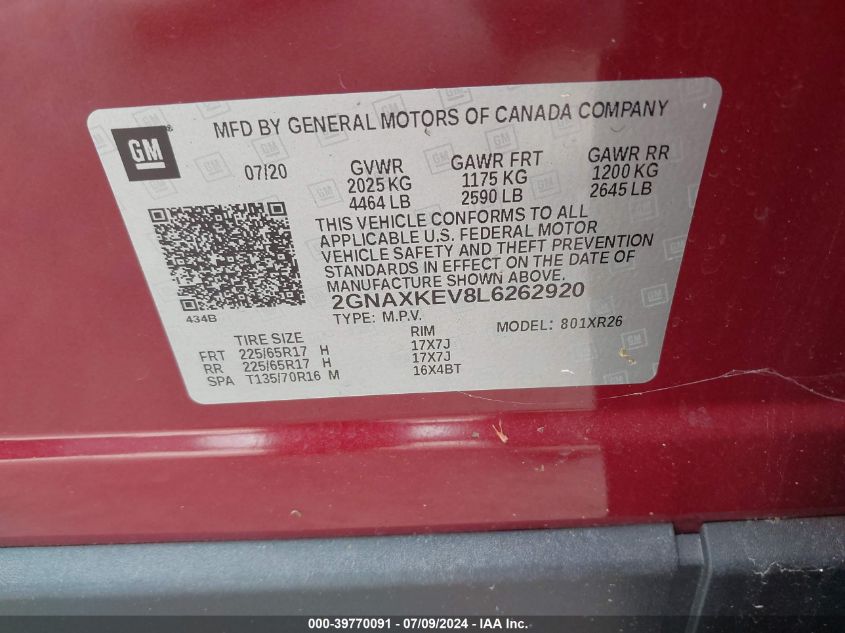 MFD BY GENERAL MOTORS OF CANADA COMPANY
GM ®
07/20 GVWR GAWR FRT GAWR RR
2025 KG 1175 KG 1200 KG
4464 LB 2590 LB 2645 LB
THIS VEHICLE CONFORMS TO ALL
APPLICABLE U.S. FEDERAL MOTOR
VEHICLE SAFETY AND THEFT PREVENTION
STANDARDS IN EFFECT ON THE DATE OF
MANUFACTURE SHOWN ABOVE.
2GNAXKEV8L6262920
434B
TYPE: M.P.V. MODEL: 801XR26
TIRE SIZE RIM
FRT 225/65R17 H 17X7J
RR 225/65R17 H 17X7J
SPA T135/70R16 M 16X4BT
000-39770091 - 07/09/2024 - IAA Inc.